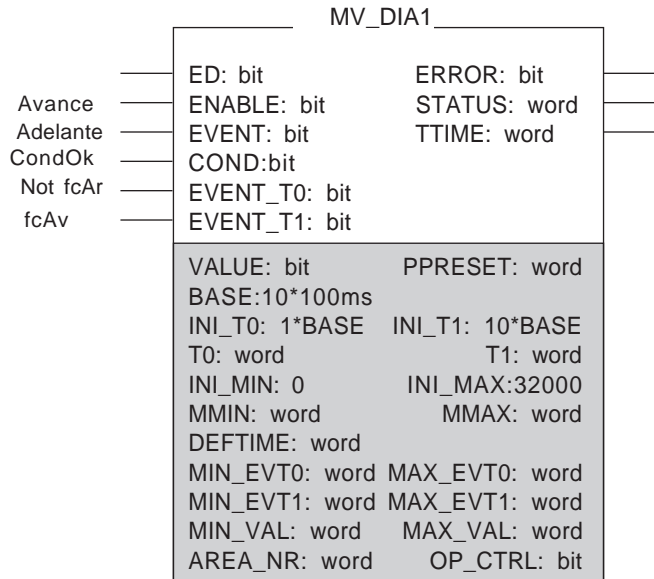 MV_DIA1
ED: bit ERROR: bit
Avance ENABLE: bit STATUS: word
Adelante EVENT: bit TTIME: word
CondOk COND:bit
Not fcAr EVENT_T0: bit
fcAv EVENT_T1: bit
VALUE: bit PPRESET: word
BASE:10*100ms
INI_T0: 1*BASE INI_T1: 10*BASE
T0: word T1: word
INI_MIN: 0 INI_MAX:32000
MMIN: word MMAX: word
DEFTIME: word
MIN_EVT0: word MAX_EVT0: word
MIN_EVT1: word MAX_EVT1: word
MIN_VAL: word MAX_VAL: word
AREA_NR: word OP_CTRL: bit